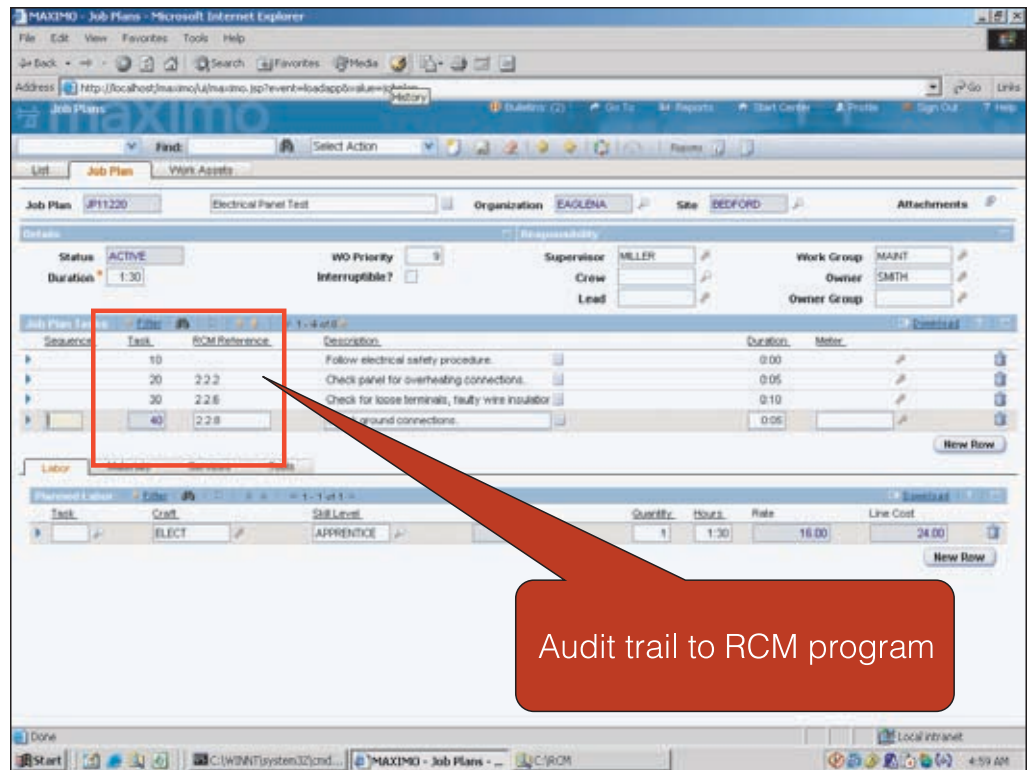 MAXIMO - Job Plans - Microsoft Internet Explorer
File Edit View Favorites Tools Help
Back Search Favorites Media
Address http://localhost/maximo/ui/maximo.jsp?event=loadapp&value=jobplan Go Links
History
Job Plans Bulletins: (2) Go To Reports Start Center Profile Sign Out Help
maximo
Find: Select Action
List Job Plan Work Assets
Job Plan JP11220 Electrical Panel Test Organization EAGLENA Site BEDFORD Attachments
Details Responsibility
Status ACTIVE WO Priority 9 Supervisor MILLER Work Group MAINT
Duration * 1:30 Interruptible? Crew Owner SMITH
Lead Owner Group
Job Plan Tasks Filter 1 - 4 of 4 Download
Sequence Task RCM Reference Description Duration Meter
10 Follow electrical safety procedure. 0:00
20 2.2.2 Check panel for overheating connections. 0:05
30 2.2.6 Check for loose terminals, faulty wire insulation 0:10
40 2.2.8 ground connections. 0:05
New Row
Labor Materials Services Tools
Planned Labor Filter 1 - 1 of 1 Download
Task Craft Skill Level Quantity Hours Rate Line Cost
ELECT APPRENTICE 1 1:30 16.00 24.00
New Row
Audit trail to RCM program
Done Local intranet
Start C:\WINNT\system32\cmd... MAXIMO - Job Plans - ... C:\RCM 4:59 AM